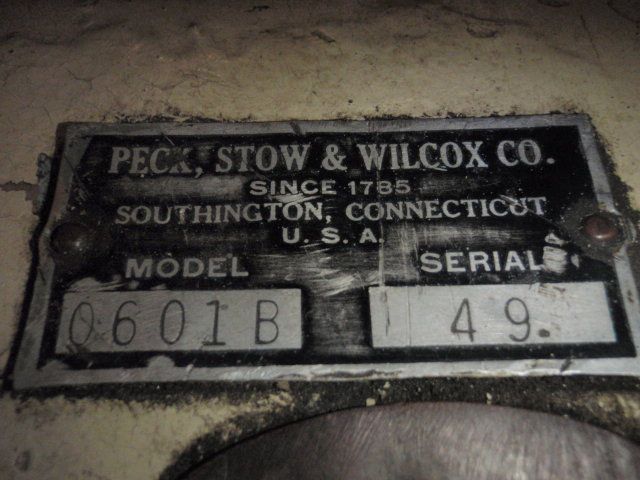 PECK, STOW & WILCOX CO.
SINCE 1785
SOUTHINGTON, CONNECTICUT
U. S. A.
MODEL SERIAL
0601B 49.